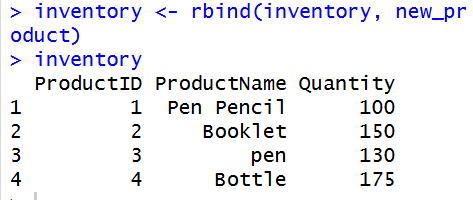 > inventory <- rbind(inventory, new_pr
oduct)
> inventory
  ProductID ProductName Quantity
1         1  Pen Pencil      100
2         2     Booklet      150
3         3         pen      130
4         4      Bottle      175